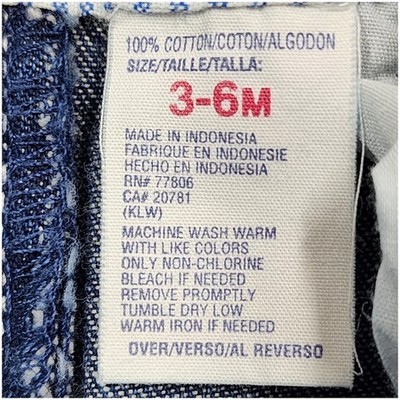 100% COTTON/COTON/ALGODON
SIZE/TAILLE/TALLA:
3-6M
MADE IN INDONESIA
FABRIQUE EN INDONESIE
HECHO EN INDONESIA
RN# 77806
CA# 20781
(KLW)
MACHINE WASH WARM
WITH LIKE COLORS
ONLY NON-CHLORINE
BLEACH IF NEEDED
REMOVE PROMPTLY
TUMBLE DRY LOW
WARM IRON IF NEEDED
OVER/VERSO/AL REVERSO